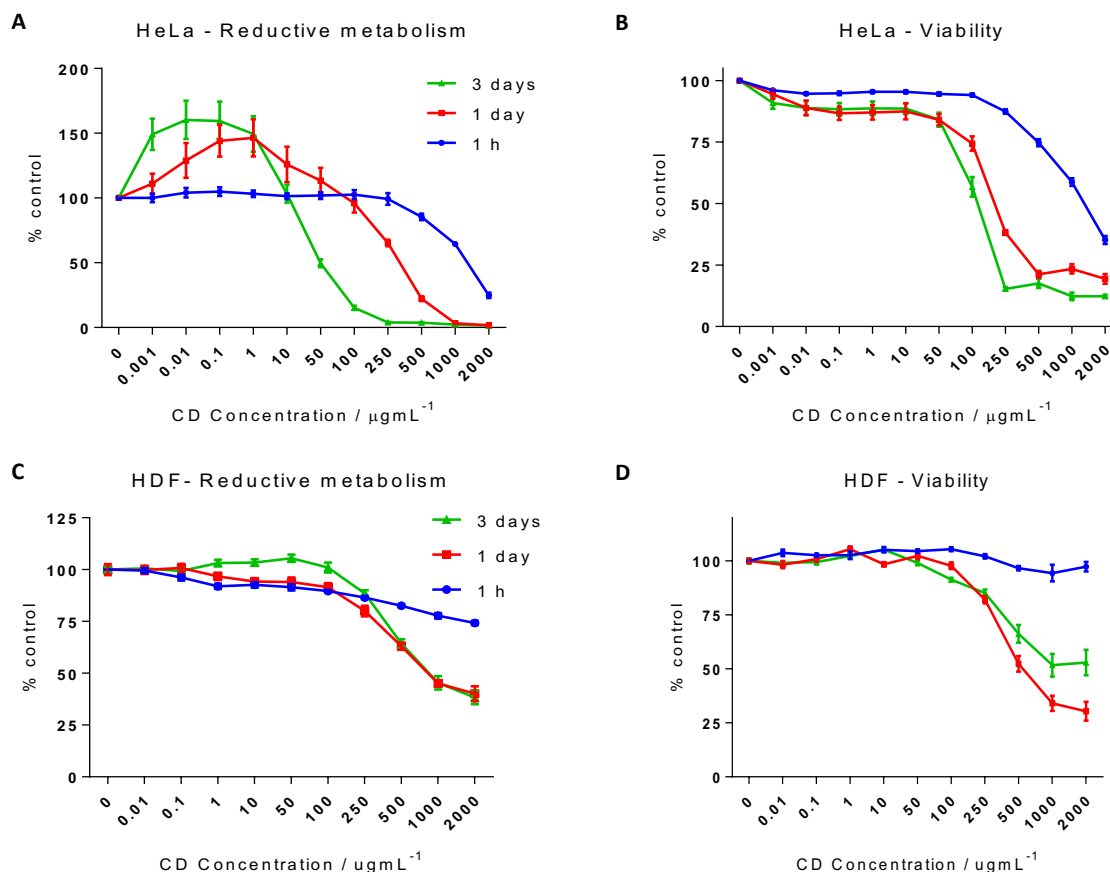 A
HeLa - Reductive metabolism
200
150
100
50
0
% control
3 days
1 day
1 h
0 0.001 0.01 0.1 1 10 50 100 250 500 1000 2000
CD Concentration / μgmL⁻¹
B
HeLa - Viability
100
75
50
25
0
% control
0 0.001 0.01 0.1 1 10 50 100 250 500 1000 2000
CD Concentration / μgmL⁻¹
C
HDF- Reductive metabolism
125
100
75
50
25
0
% control
3 days
1 day
1 h
0 0.01 0.1 1 10 50 100 250 500 1000 2000
CD Concentration / ugmL⁻¹
D
HDF - Viability
100
75
50
25
0
% control
0 0.01 0.1 1 10 50 100 250 500 1000 2000
CD Concentration / ugmL⁻¹